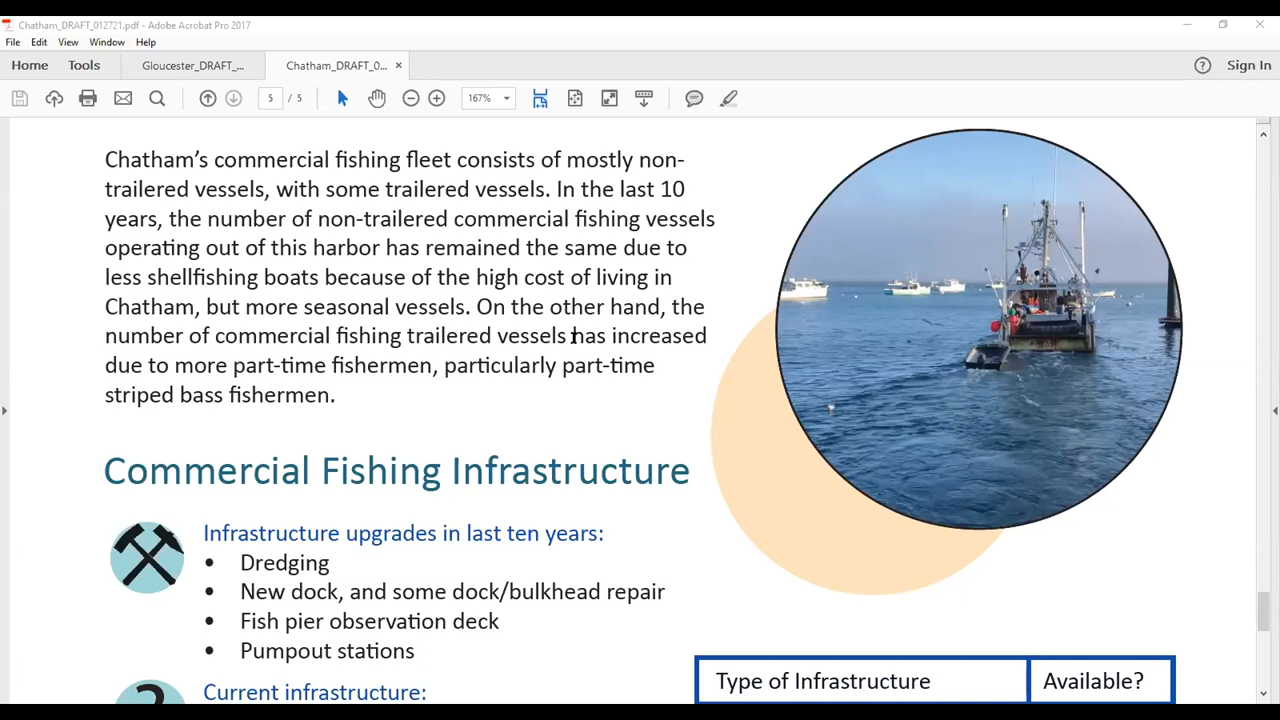 Chatham_DRAFT_012721.pdf - Adobe Acrobat Pro 2017
File Edit View Window Help
Home Tools Gloucester_DRAFT_... Chatham_DRAFT_0... × Sign In
5 / 5 167%
Chatham’s commercial fishing fleet consists of mostly non-
trailered vessels, with some trailered vessels. In the last 10
years, the number of non-trailered commercial fishing vessels
operating out of this harbor has remained the same due to
less shellfishing boats because of the high cost of living in
Chatham, but more seasonal vessels. On the other hand, the
number of commercial fishing trailered vessels has increased
due to more part-time fishermen, particularly part-time
striped bass fishermen.
Commercial Fishing Infrastructure
Infrastructure upgrades in last ten years:
• Dredging
• New dock, and some dock/bulkhead repair
• Fish pier observation deck
• Pumpout stations
Current infrastructure:
Type of Infrastructure Available?